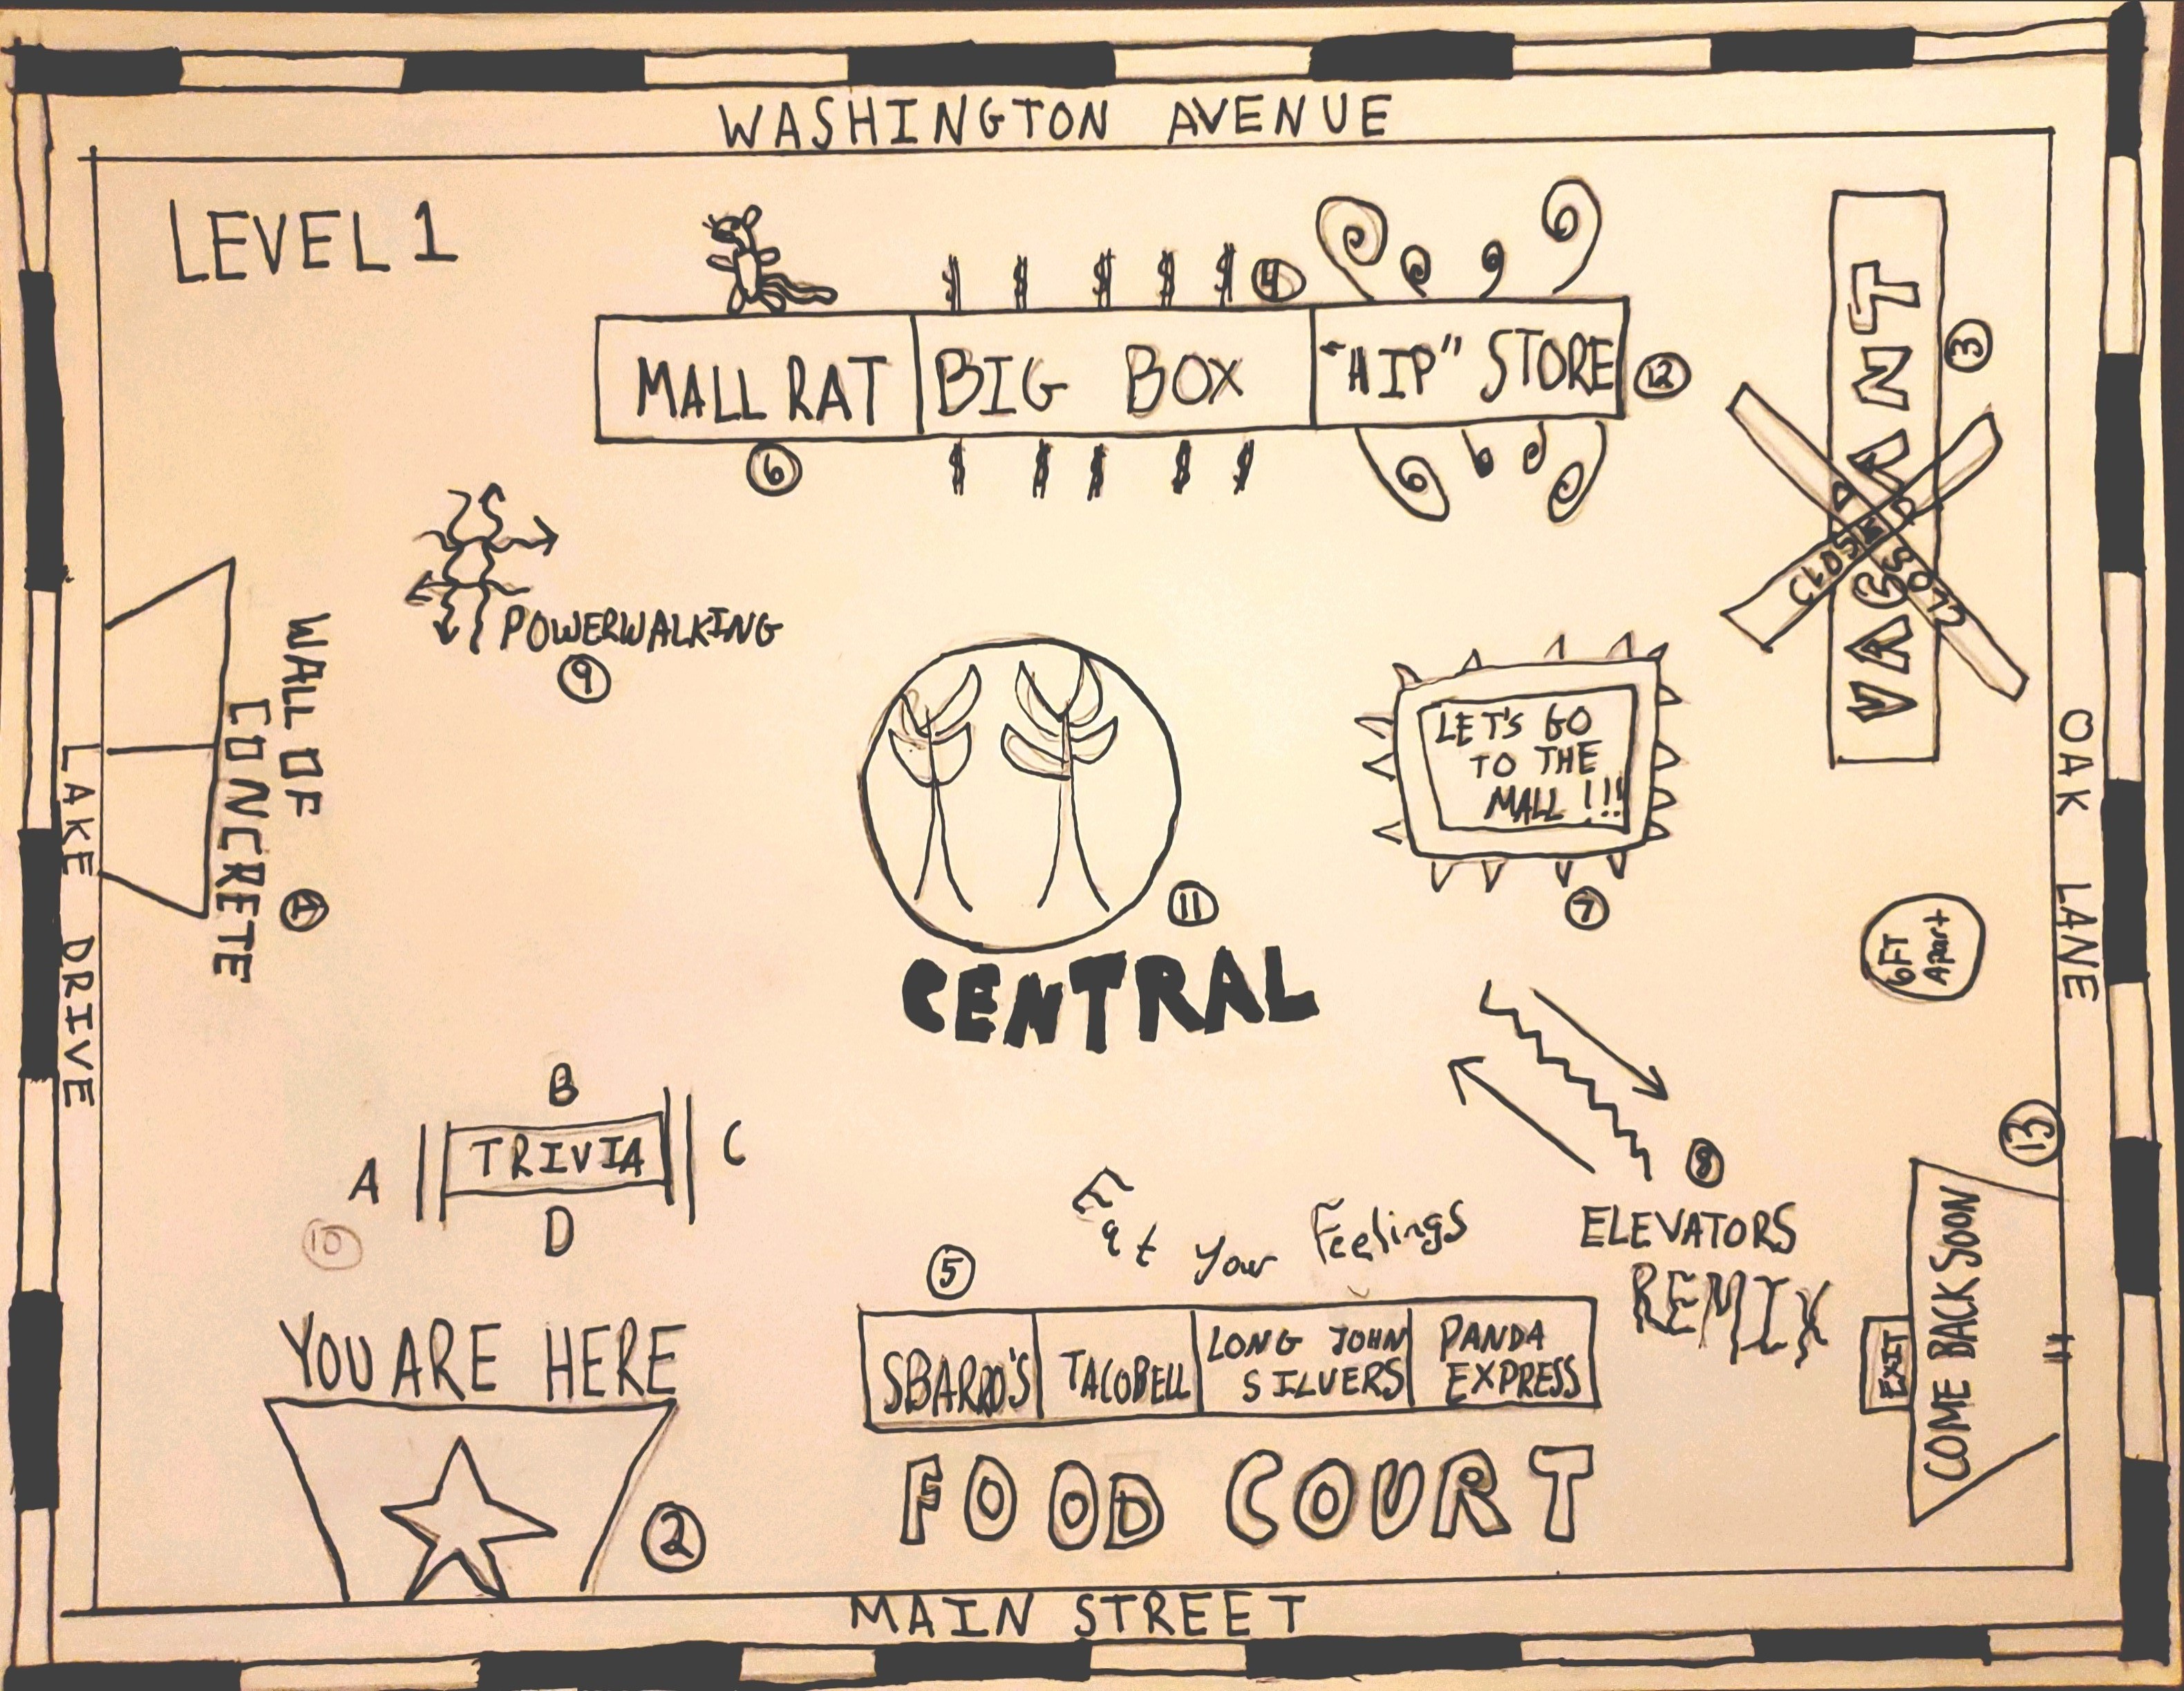 WASHINGTON AVENUE
LEVEL 1
$ $ $ $ $ 4
MALL RAT
BIG BOX
"HIP" STORE
12
6
$ $ $ $ $
VACANT
3
CLOSED
CLOSED
POWERWALKING
9
WALL OF
CONCRETE
1
LAKE DRIVE
OAK LANE
LET'S GO
TO THE
MALL !!!
7
11
CENTRAL
6FT
Apart
B
A
TRIVIA
C
D
10
8
ELEVATORS
REMIX
13
Eat Your Feelings
5
SBARRO'S
TACOBELL
LONG JOHN
SILVERS
PANDA
EXPRESS
FOOD COURT
EXIT
COME BACK SOON
YOU ARE HERE
2
MAIN STREET